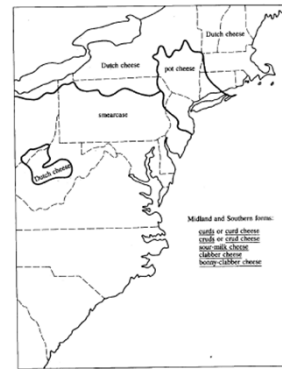 Dutch cheese
Dutch cheese
pot cheese
smearcase
Dutch cheese
Midland and Southern forms:
curds or curd cheese
cruds or crud cheese
sour-milk cheese
clabber cheese
bonny-clabber cheese